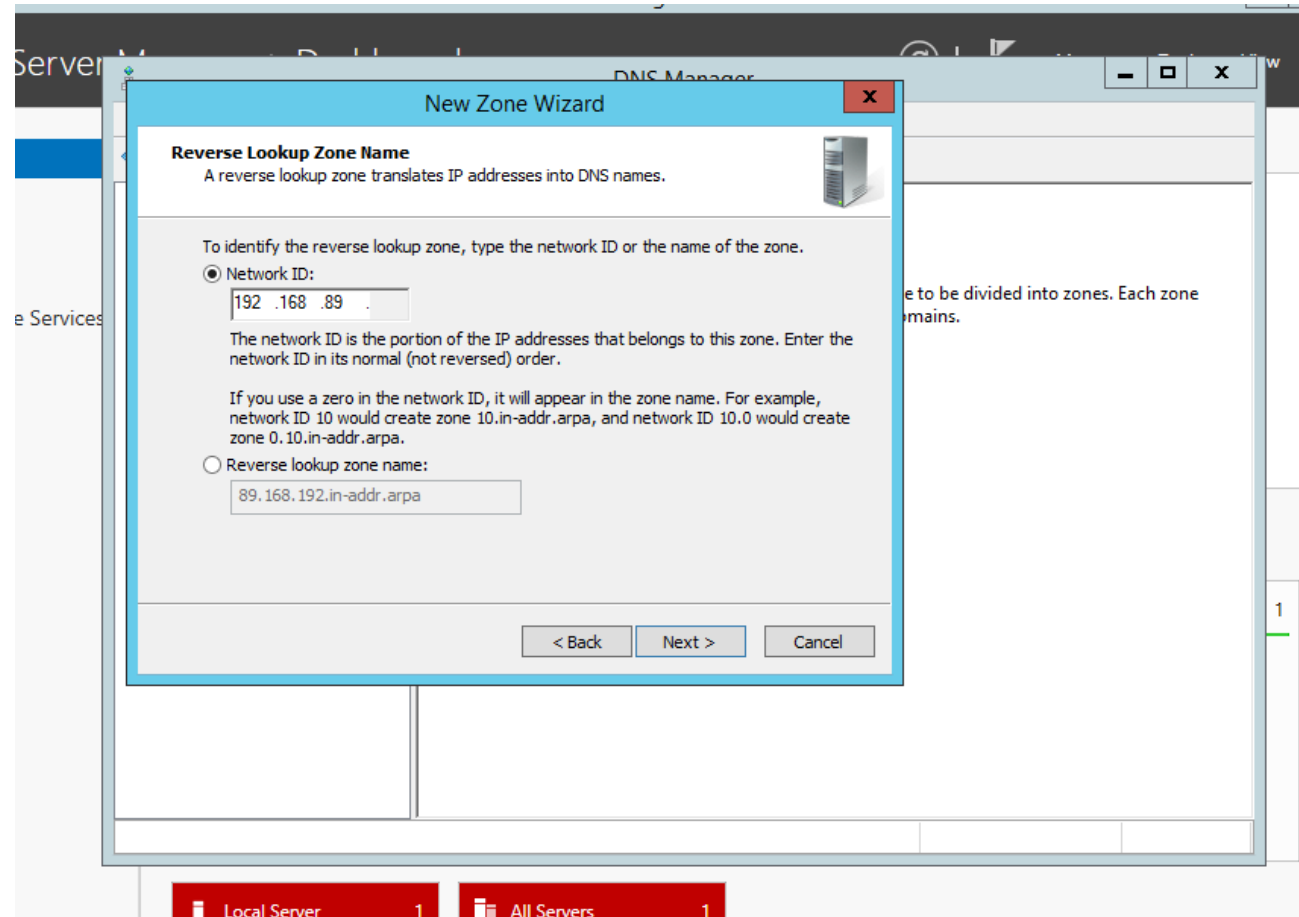 Server
DNS Manager
w
New Zone Wizard
x
x
Reverse Lookup Zone Name
A reverse lookup zone translates IP addresses into DNS names.
To identify the reverse lookup zone, type the network ID or the name of the zone.
Network ID:
192 .168 .89 .
e to be divided into zones. Each zone
e Services
omains.
The network ID is the portion of the IP addresses that belongs to this zone. Enter the
network ID in its normal (not reversed) order.
If you use a zero in the network ID, it will appear in the zone name. For example,
network ID 10 would create zone 10.in-addr.arpa, and network ID 10.0 would create
zone 0.10.in-addr.arpa.
Reverse lookup zone name:
89.168.192.in-addr.arpa
1
< Back Next > Cancel
Local Server 1 All Servers 1